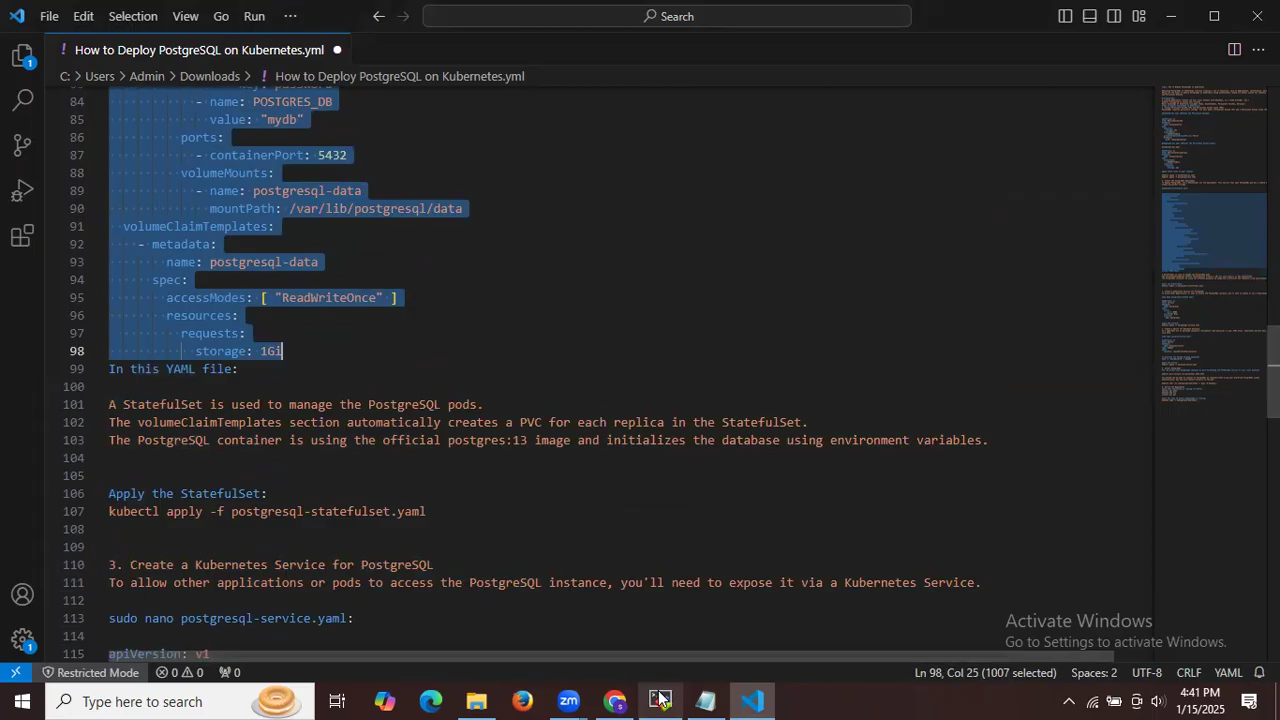 File Edit Selection View Go Run ··· Search
How to Deploy PostgreSQL on Kubernetes.yml
C: > Users > Admin > Downloads > ! How to Deploy PostgreSQL on Kubernetes.yml
84 - name: POSTGRES_DB
85 value: "mydb"
86 ports:
87 - containerPort: 5432
88 volumeMounts:
89 - name: postgresql-data
90 mountPath: /var/lib/postgresql/data
91 volumeClaimTemplates:
92 - metadata:
93 name: postgresql-data
94 spec:
95 accessModes: [ "ReadWriteOnce" ]
96 resources:
97 requests:
98 storage: 1Gi
99 In this YAML file:
100
101 A StatefulSet is used to manage the PostgreSQL pod.
102 The volumeClaimTemplates section automatically creates a PVC for each replica in the StatefulSet.
103 The PostgreSQL container is using the official postgres:13 image and initializes the database using environment variables.
104
105
106 Apply the StatefulSet:
107 kubectl apply -f postgresql-statefulset.yaml
108
109
110 3. Create a Kubernetes Service for PostgreSQL
111 To allow other applications or pods to access the PostgreSQL instance, you'll need to expose it via a Kubernetes Service.
112
113 sudo nano postgresql-service.yaml:
114
115 apiVersion: v1
Activate Windows
Go to Settings to activate Windows.
Restricted Mode 0 0 0 Ln 98, Col 25 (1007 selected) Spaces: 2 UTF-8 CRLF YAML
Type here to search
4:41 PM
1/15/2025